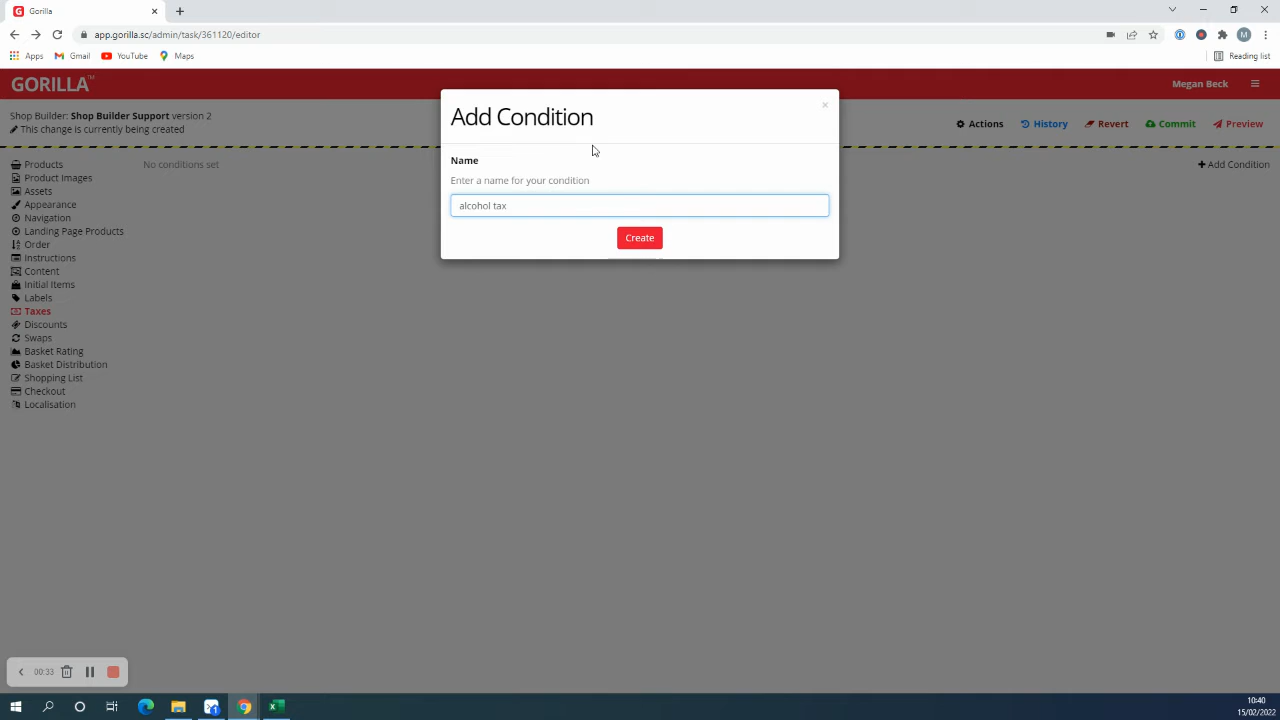 Gorilla
app.gorilla.sc/admin/task/361120/editor
M
Apps Gmail YouTube Maps Reading list
GORILLA™ Megan Beck
Shop Builder: Shop Builder Support version 2
This change is currently being created
Actions History Revert Commit Preview
Products
Product Images
Assets
Appearance
Navigation
Landing Page Products
Order
Instructions
Content
Initial Items
Labels
Taxes
Discounts
Swaps
Basket Rating
Basket Distribution
Shopping List
Checkout
Localisation
No conditions set
+ Add Condition
Add Condition ×
Name
Enter a name for your condition
alcohol tax
Create
00:33
10:40
15/02/2022